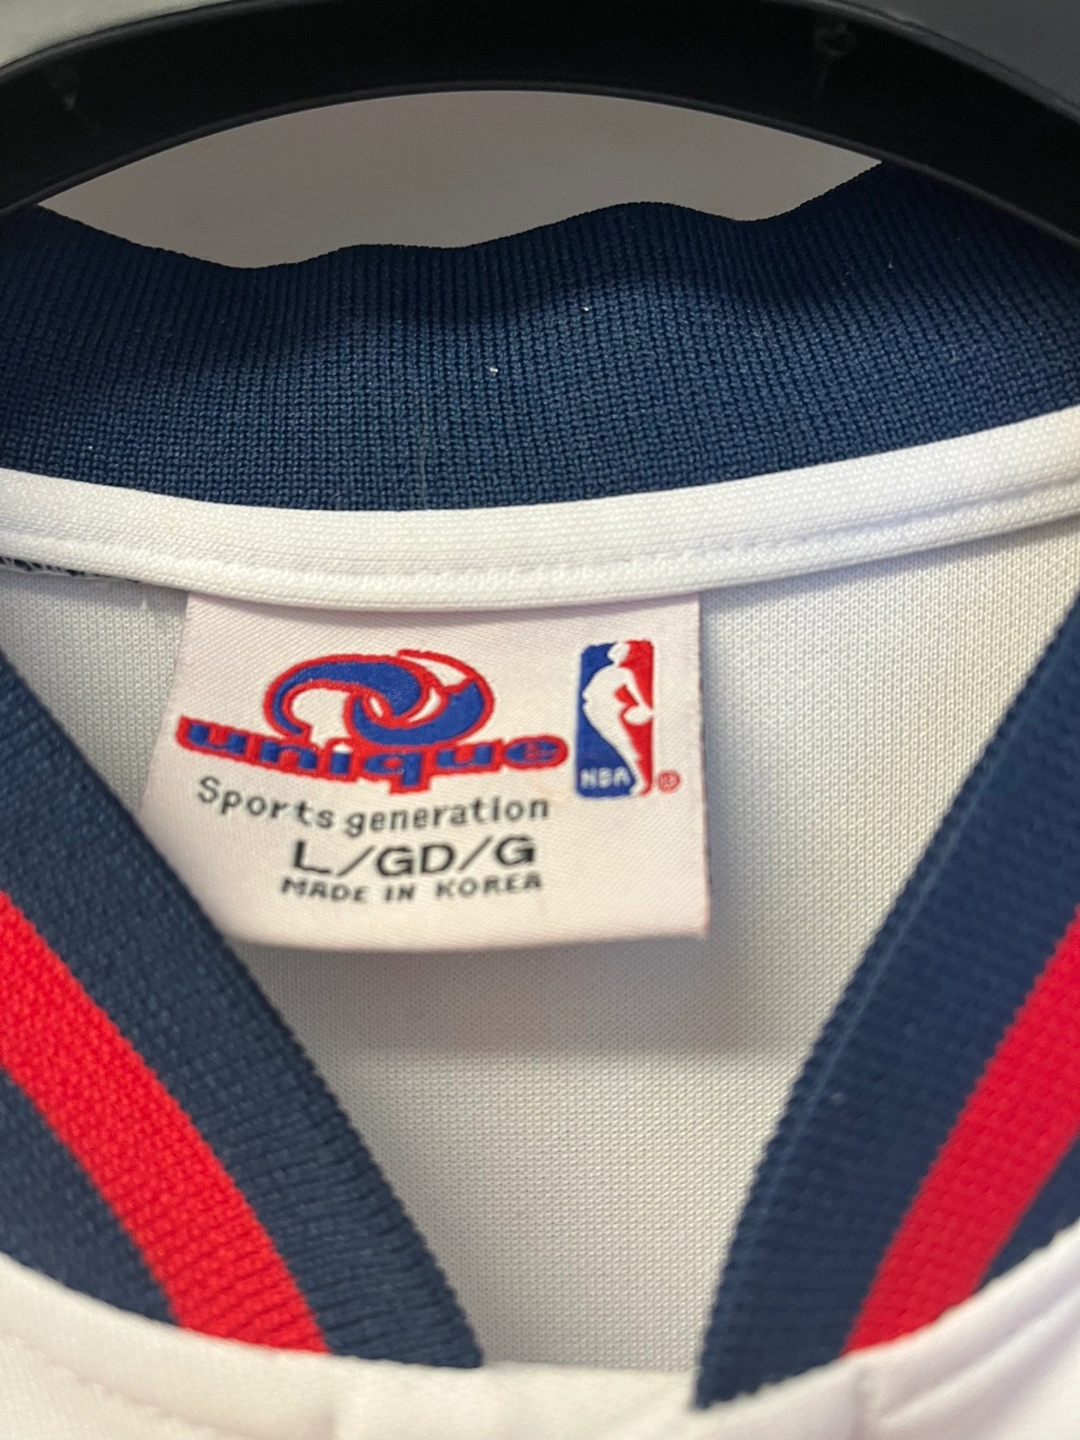 unique
NBA ®
Sports generation
L/GD/G
MADE IN KOREA